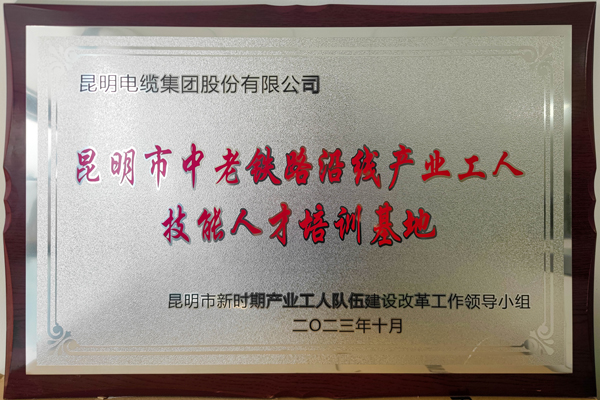 昆明电缆集团股份有限公司
昆明市中老铁路沿线产业工人
技能人才培训基地
昆明市新时期产业工人队伍建设改革工作领导小组
二〇二三年十月